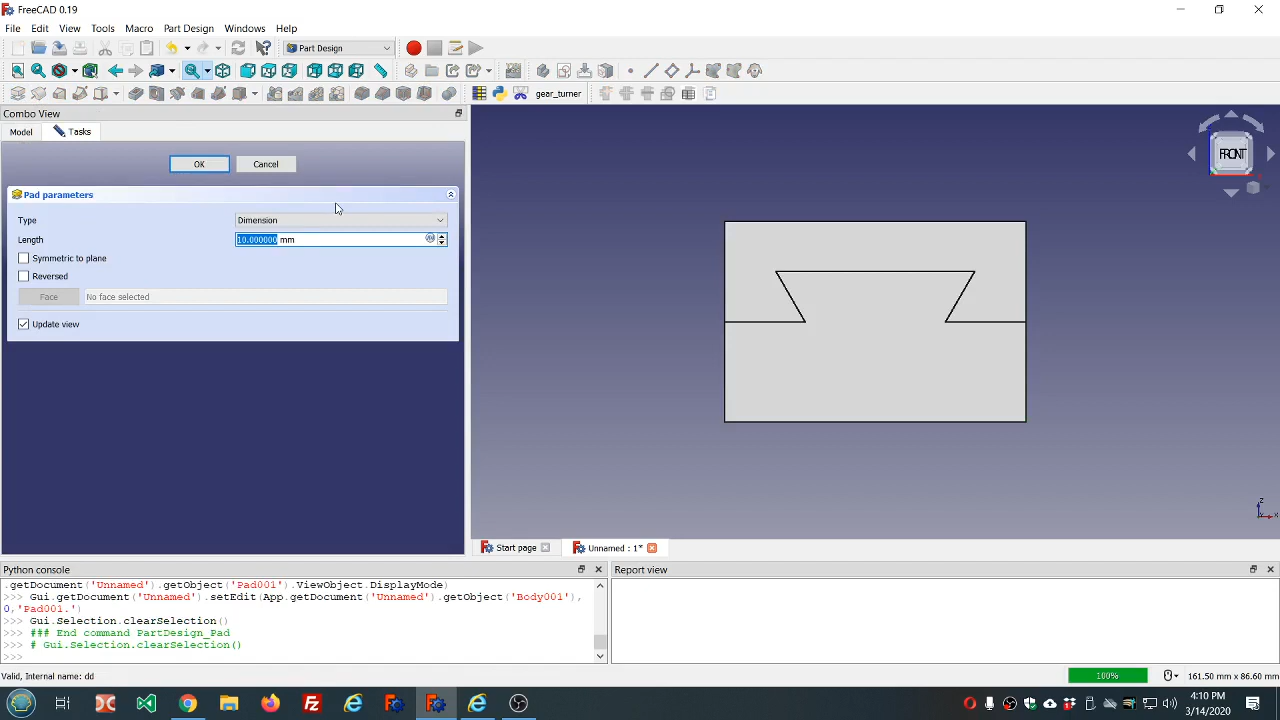 FreeCAD 0.19
File Edit View Tools Macro Part Design Windows Help
Part Design
gear_turner
Combo View
Model Tasks
OK Cancel
Pad parameters
Type Dimension
Length 10.000000 mm
Symmetric to plane
Reversed
Face No face selected
Update view
FRONT
Z
X
Start page Unnamed : 1*
Python console
.getDocument('Unnamed').getObject('Pad001').ViewObject.DisplayMode)
>>> Gui.getDocument('Unnamed').setEdit(App.getDocument('Unnamed').getObject('Body001'),
0,'Pad001.')
>>> Gui.Selection.clearSelection()
>>> ### End command PartDesign_Pad
>>> # Gui.Selection.clearSelection()
>>>
Report view
Valid, Internal name: dd
100%
161.50 mm x 86.60 mm
4:10 PM
3/14/2020